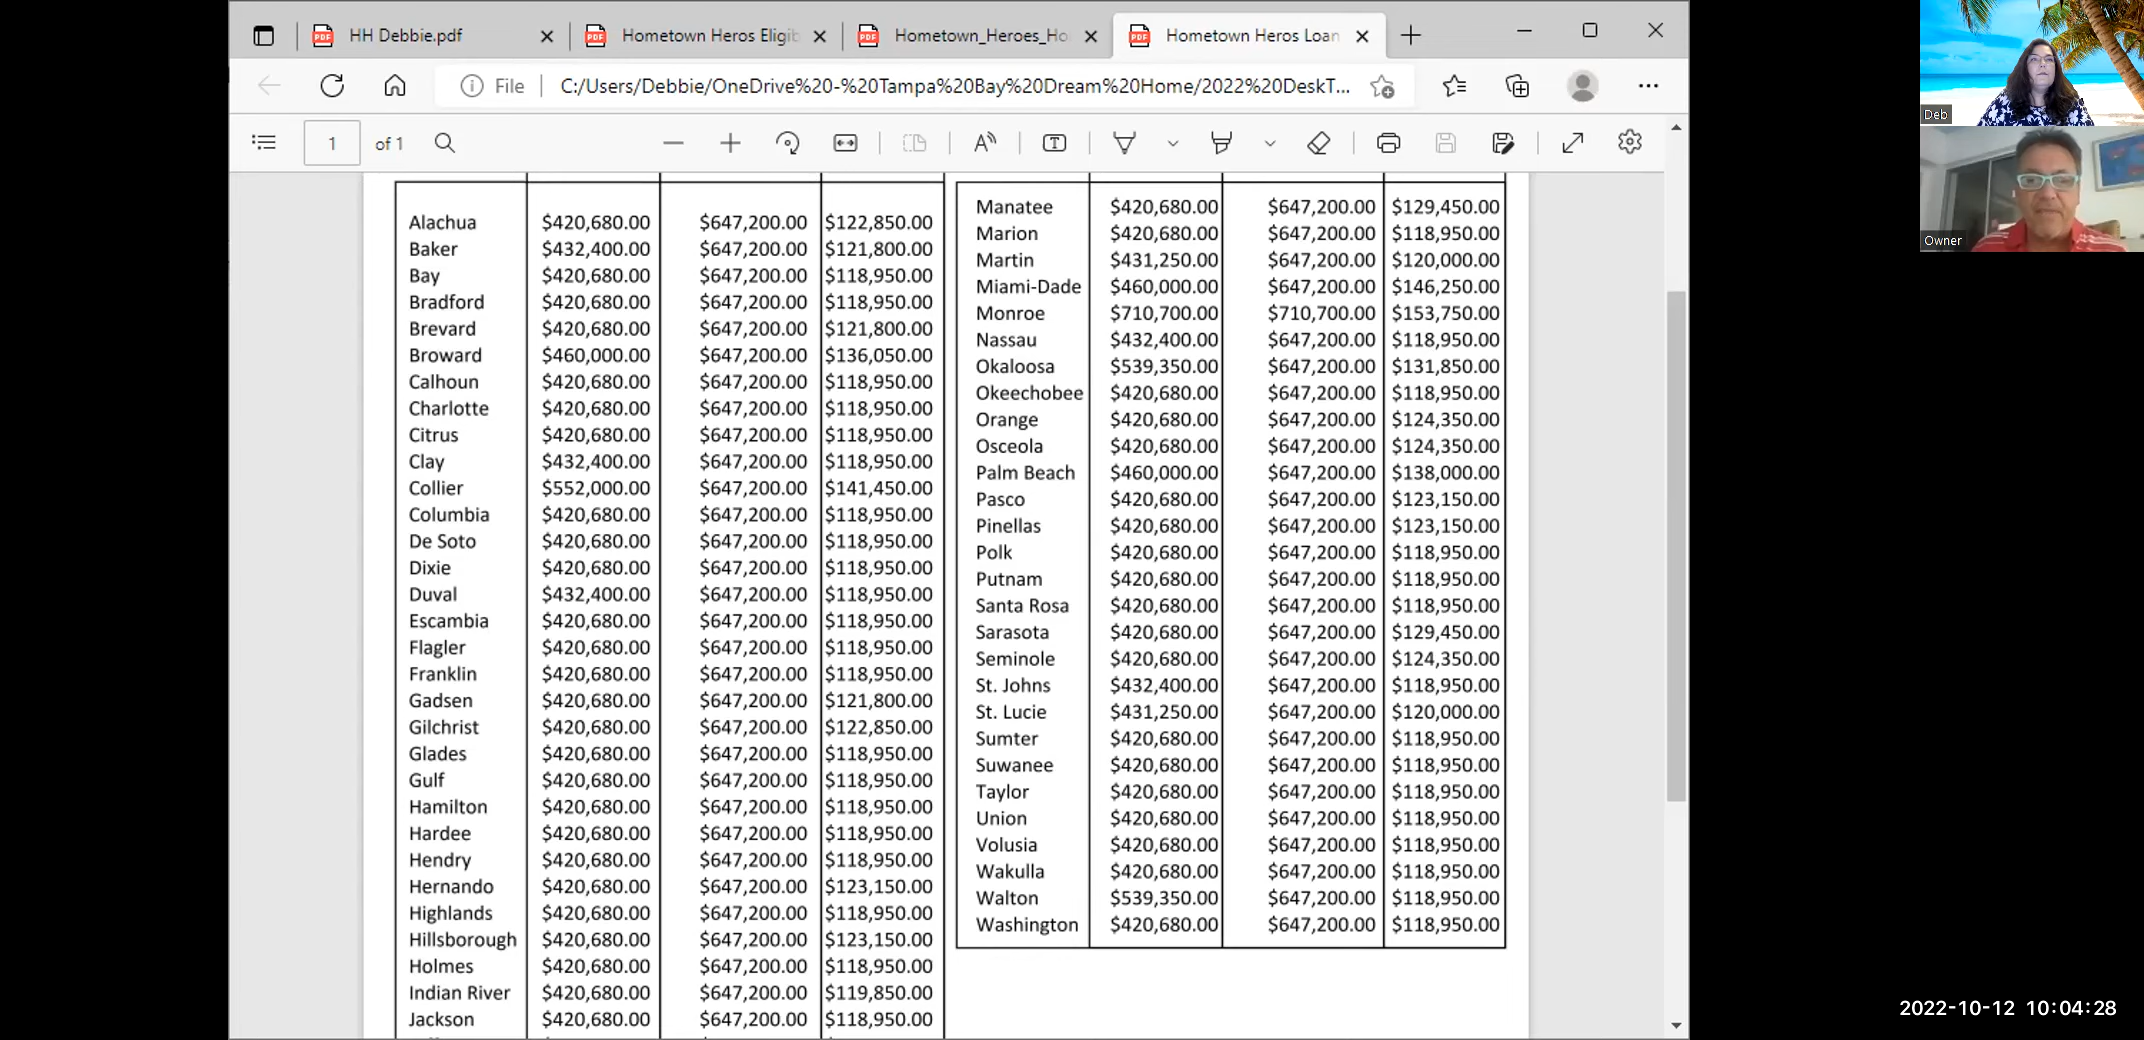 HH Debbie.pdf
Hometown Heros Eligib
Hometown_Heroes_Ho
Hometown Heros Loan
File C:/Users/Debbie/OneDrive%20-%20Tampa%20Bay%20Dream%20Home/2022%20DeskT...
1 of 1
Alachua $420,680.00 $647,200.00 $122,850.00
Baker $432,400.00 $647,200.00 $121,800.00
Bay $420,680.00 $647,200.00 $118,950.00
Bradford $420,680.00 $647,200.00 $118,950.00
Brevard $420,680.00 $647,200.00 $121,800.00
Broward $460,000.00 $647,200.00 $136,050.00
Calhoun $420,680.00 $647,200.00 $118,950.00
Charlotte $420,680.00 $647,200.00 $118,950.00
Citrus $420,680.00 $647,200.00 $118,950.00
Clay $432,400.00 $647,200.00 $118,950.00
Collier $552,000.00 $647,200.00 $141,450.00
Columbia $420,680.00 $647,200.00 $118,950.00
De Soto $420,680.00 $647,200.00 $118,950.00
Dixie $420,680.00 $647,200.00 $118,950.00
Duval $432,400.00 $647,200.00 $118,950.00
Escambia $420,680.00 $647,200.00 $118,950.00
Flagler $420,680.00 $647,200.00 $118,950.00
Franklin $420,680.00 $647,200.00 $118,950.00
Gadsen $420,680.00 $647,200.00 $121,800.00
Gilchrist $420,680.00 $647,200.00 $122,850.00
Glades $420,680.00 $647,200.00 $118,950.00
Gulf $420,680.00 $647,200.00 $118,950.00
Hamilton $420,680.00 $647,200.00 $118,950.00
Hardee $420,680.00 $647,200.00 $118,950.00
Hendry $420,680.00 $647,200.00 $118,950.00
Hernando $420,680.00 $647,200.00 $123,150.00
Highlands $420,680.00 $647,200.00 $118,950.00
Hillsborough $420,680.00 $647,200.00 $123,150.00
Holmes $420,680.00 $647,200.00 $118,950.00
Indian River $420,680.00 $647,200.00 $119,850.00
Jackson $420,680.00 $647,200.00 $118,950.00
Manatee $420,680.00 $647,200.00 $129,450.00
Marion $420,680.00 $647,200.00 $118,950.00
Martin $431,250.00 $647,200.00 $120,000.00
Miami-Dade $460,000.00 $647,200.00 $146,250.00
Monroe $710,700.00 $710,700.00 $153,750.00
Nassau $432,400.00 $647,200.00 $118,950.00
Okaloosa $539,350.00 $647,200.00 $131,850.00
Okeechobee $420,680.00 $647,200.00 $118,950.00
Orange $420,680.00 $647,200.00 $124,350.00
Osceola $420,680.00 $647,200.00 $124,350.00
Palm Beach $460,000.00 $647,200.00 $138,000.00
Pasco $420,680.00 $647,200.00 $123,150.00
Pinellas $420,680.00 $647,200.00 $123,150.00
Polk $420,680.00 $647,200.00 $118,950.00
Putnam $420,680.00 $647,200.00 $118,950.00
Santa Rosa $420,680.00 $647,200.00 $118,950.00
Sarasota $420,680.00 $647,200.00 $129,450.00
Seminole $420,680.00 $647,200.00 $124,350.00
St. Johns $432,400.00 $647,200.00 $118,950.00
St. Lucie $431,250.00 $647,200.00 $120,000.00
Sumter $420,680.00 $647,200.00 $118,950.00
Suwanee $420,680.00 $647,200.00 $118,950.00
Taylor $420,680.00 $647,200.00 $118,950.00
Union $420,680.00 $647,200.00 $118,950.00
Volusia $420,680.00 $647,200.00 $118,950.00
Wakulla $420,680.00 $647,200.00 $118,950.00
Walton $539,350.00 $647,200.00 $118,950.00
Washington $420,680.00 $647,200.00 $118,950.00
Deb
Owner
2022-10-12 10:04:28